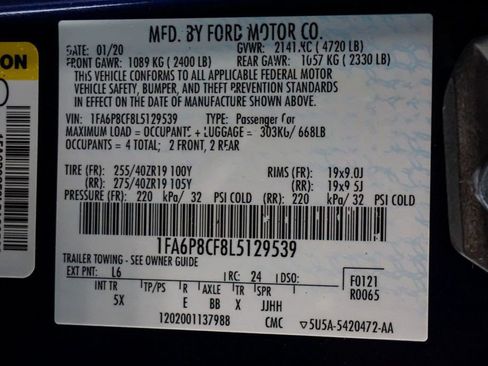 MFD. BY FORD MOTOR CO.
DATE: 01/20 GVWR: 2141 KG ( 4720 LB)
FRONT GAWR: 1089 KG ( 2400 LB) REAR GAWR: 1057 KG ( 2330 LB)
THIS VEHICLE CONFORMS TO ALL APPLICABLE FEDERAL MOTOR
VEHICLE SAFETY, BUMPER, AND THEFT PREVENTION STANDARDS IN
EFFECT ON THE DATE OF MANUFACTURE SHOWN ABOVE.
VIN: 1FA6P8CF8L5129539 TYPE: Passenger Car
MAXIMUM LOAD = OCCUPANTS + LUGGAGE = 303KG/ 668LB
OCCUPANTS = 4 TOTAL; 2 FRONT, 2 REAR
TIRE (FR): 255/40ZR19 100Y RIMS (FR): 19x9.0J
(RR): 275/40ZR19 105Y (RR): 19x9.5J
PRESSURE (FR): 220 kPa/ 32 PSI COLD (RR): 220 kPa/ 32 PSI COLD
1FA6P8CF8L5129539
TRAILER TOWING - SEE OWNER GUIDE
EXT PNT: L6 RC: 24 DSO: F0121
INT TR TP/PS R AXLE TR SPR R0065
5X E BB X JJHH
1202001137988 CMC ▽5U5A-5420472-AA